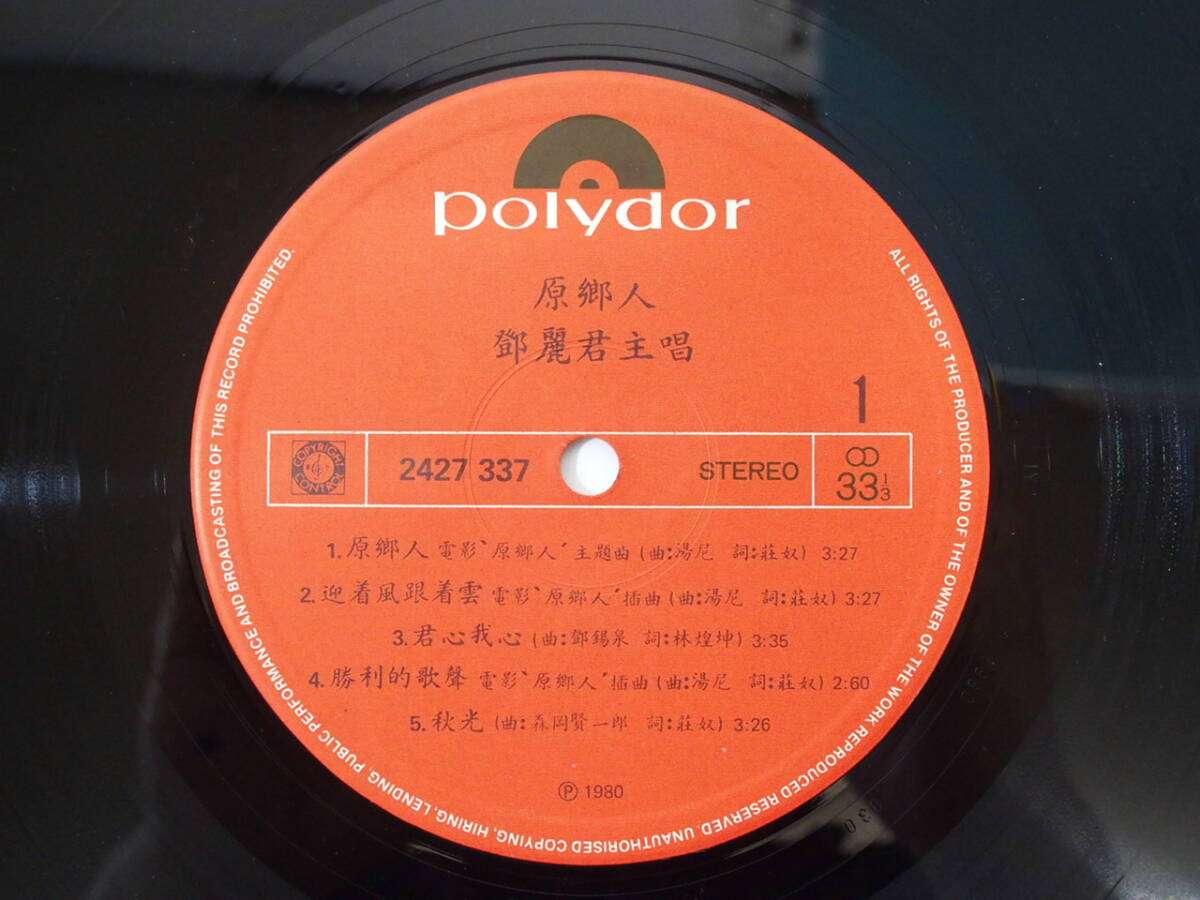 polydor
原鄉人
鄧麗君主唱
1
COPYRIGHT CONTROL
2427 337
STEREO
33 1/3
1. 原鄉人 電影‵原鄉人′主題曲 (曲:湯尼 詞:莊奴) 3:27
2. 迎着風跟着雲 電影‵原鄉人′插曲 (曲:湯尼 詞:莊奴) 3:27
3. 君心我心 (曲:鄧錫泉 詞:林煌坤) 3:35
4. 勝利的歌聲 電影‵原鄉人′插曲 (曲:湯尼 詞:莊奴) 2:60
5. 秋光 (曲:森岡賢一郎 詞:莊奴) 3:26
Ⓟ 1980
ALL RIGHTS OF THE PRODUCER AND OF THE OWNER OF THE WORK REPRODUCED RESERVED. UNAUTHORISED COPYING, HIRING, LENDING, PUBLIC PERFORMANCE AND BROADCASTING OF THIS RECORD PROHIBITED.